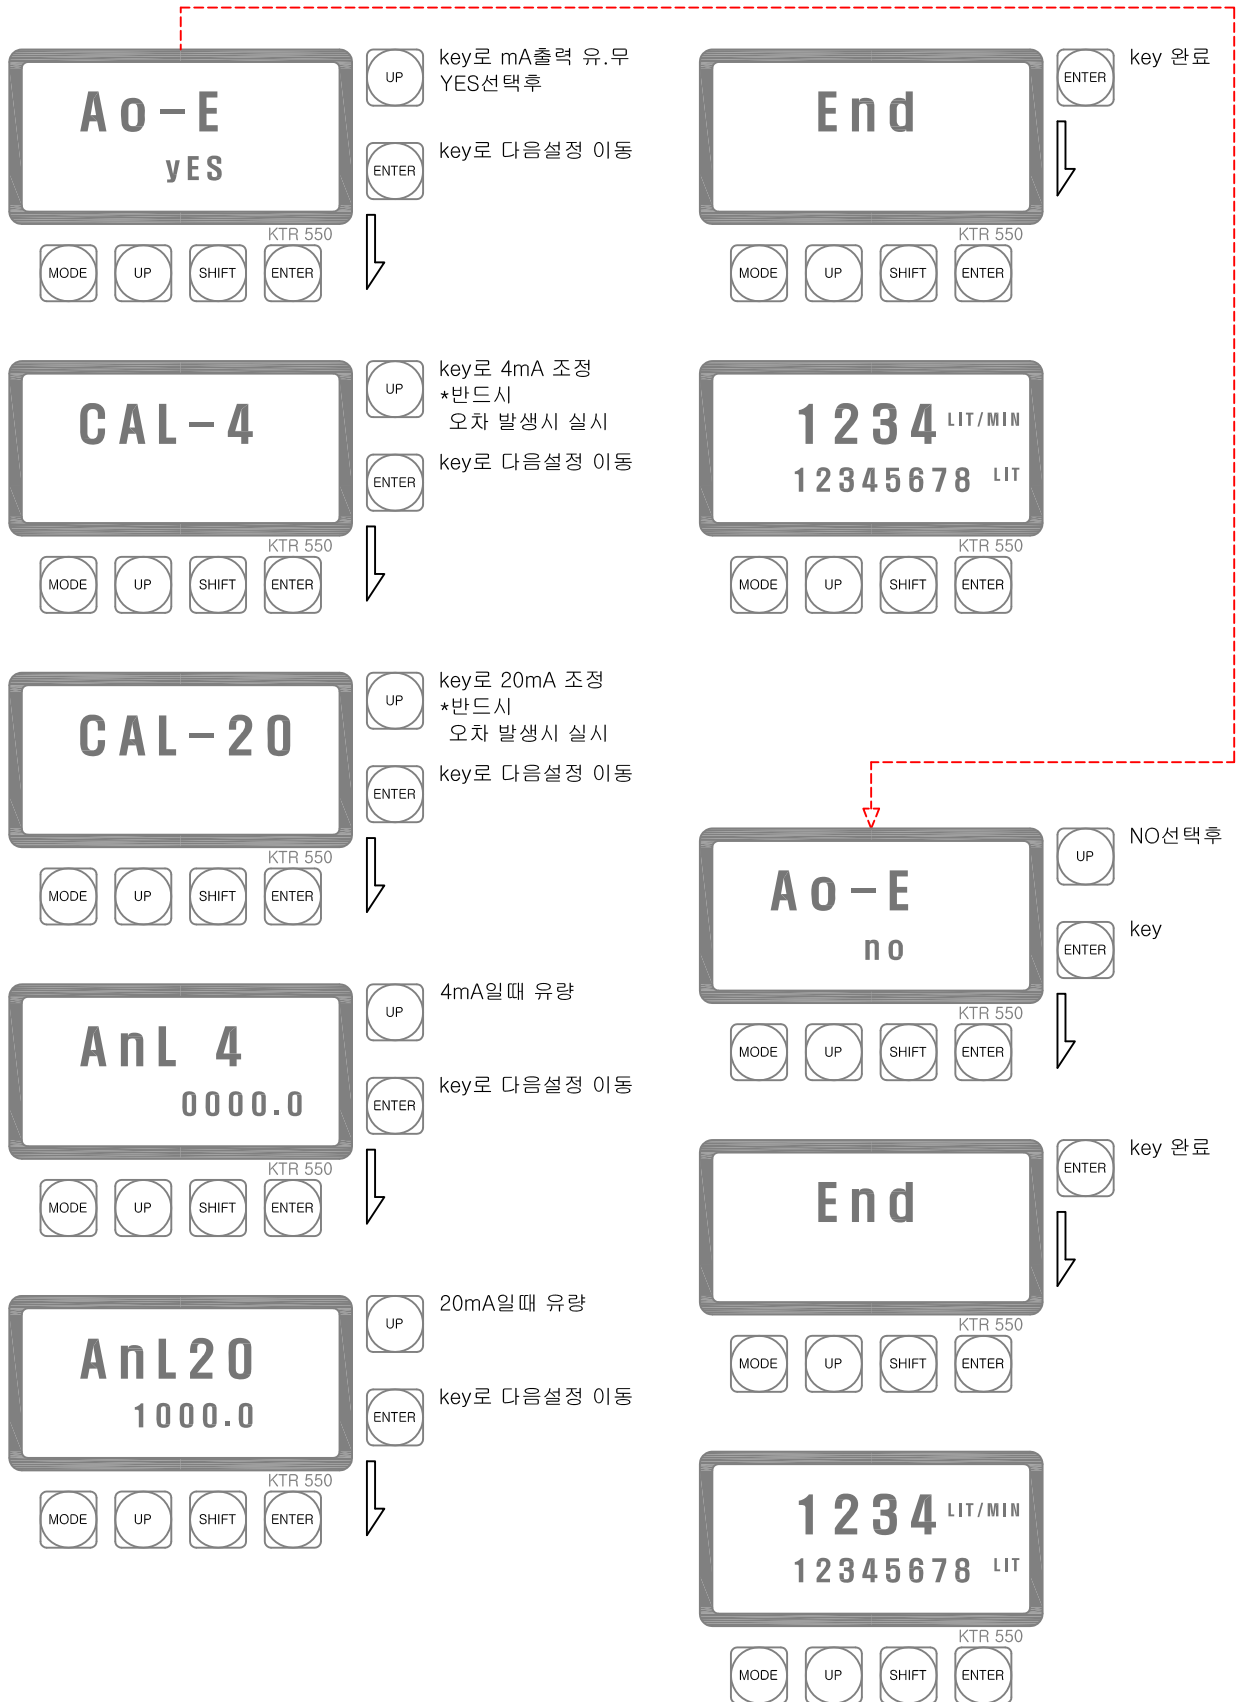 Ao-E
yES
KTR 550
MODE UP SHIFT ENTER
UP
key로 mA출력 유.무
YES선택후
ENTER
key로 다음설정 이동
CAL-4
KTR 550
MODE UP SHIFT ENTER
UP
key로 4mA 조정
*반드시
오차 발생시 실시
ENTER
key로 다음설정 이동
CAL-20
KTR 550
MODE UP SHIFT ENTER
UP
key로 20mA 조정
*반드시
오차 발생시 실시
ENTER
key로 다음설정 이동
AnL 4
0000.0
KTR 550
MODE UP SHIFT ENTER
UP
4mA일때 유량
ENTER
key로 다음설정 이동
AnL20
1000.0
KTR 550
MODE UP SHIFT ENTER
UP
20mA일때 유량
ENTER
key로 다음설정 이동
End
KTR 550
MODE UP SHIFT ENTER
ENTER
key 완료
1234 LIT/MIN
12345678 LIT
KTR 550
MODE UP SHIFT ENTER
Ao-E
no
KTR 550
MODE UP SHIFT ENTER
UP
NO선택후
ENTER
key
End
KTR 550
MODE UP SHIFT ENTER
ENTER
key 완료
1234 LIT/MIN
12345678 LIT
KTR 550
MODE UP SHIFT ENTER